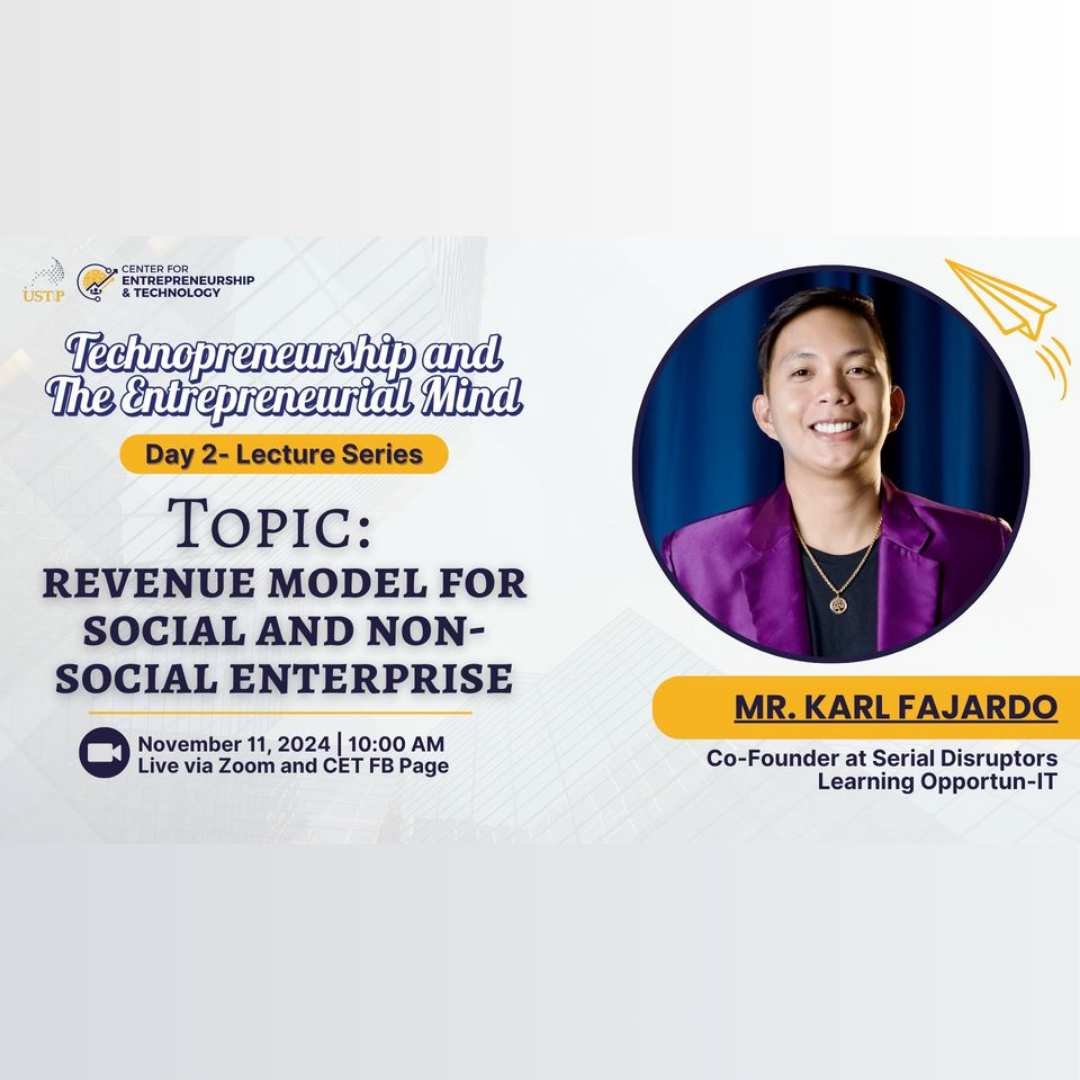 USTP
CENTER FOR
ENTREPRENEURSHIP
& TECHNOLOGY
Technopreneurship and
The Entrepreneurial Mind
Day 2- Lecture Series
TOPIC:
REVENUE MODEL FOR
SOCIAL AND NON-
SOCIAL ENTERPRISE
November 11, 2024 | 10:00 AM
Live via Zoom and CET FB Page
MR. KARL FAJARDO
Co-Founder at Serial Disruptors
Learning Opportun-IT